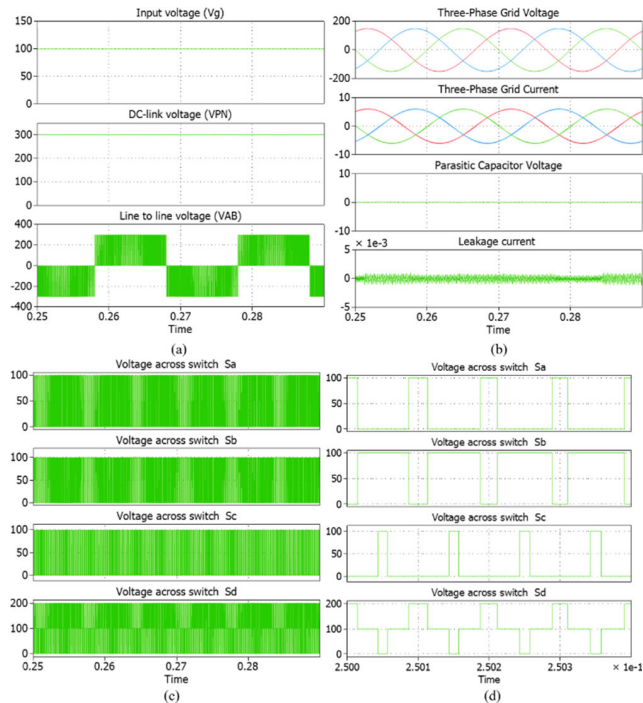 Input voltage (Vg)
150
100
50
0
DC-link voltage (VPN)
300
200
100
0
Line to line voltage (VAB)
400
200
0
-200
-400
0.25 0.26 0.27 0.28
Time
(a)
Three-Phase Grid Voltage
200
0
-200
Three-Phase Grid Current
10
0
-10
Parasitic Capacitor Voltage
10
0
-10
× 1e-3
Leakage current
5
0
-5
0.25 0.26 0.27 0.28
Time
(b)
Voltage across switch Sa
100
50
0
Voltage across switch Sb
100
50
0
Voltage across switch Sc
100
50
0
Voltage across switch Sd
200
100
0
0.25 0.26 0.27 0.28
Time
(c)
Voltage across switch Sa
100
50
0
Voltage across switch Sb
100
50
0
Voltage across switch Sc
100
50
0
Voltage across switch Sd
200
100
0
2.500 2.501 2.502 2.503
× 1e-1
Time
(d)